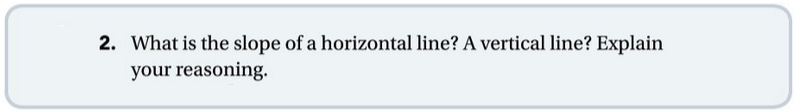 2. What is the slope of a horizontal line? A vertical line? Explain
your reasoning.